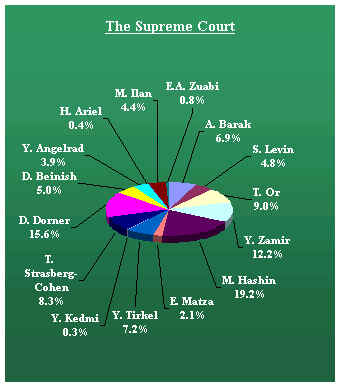 The Supreme Court
E.A. Zuabi
0.8%
A. Barak
6.9%
S. Levin
4.8%
T. Or
9.0%
Y. Zamir
12.2%
M. Hashin
19.2%
E. Matza
2.1%
Y. Tirkel
7.2%
Y. Kedmi
0.3%
T.
Strasberg-
Cohen
8.3%
D. Dorner
15.6%
D. Beinish
5.0%
Y. Angelrad
3.9%
H. Ariel
0.4%
M. Ilan
4.4%